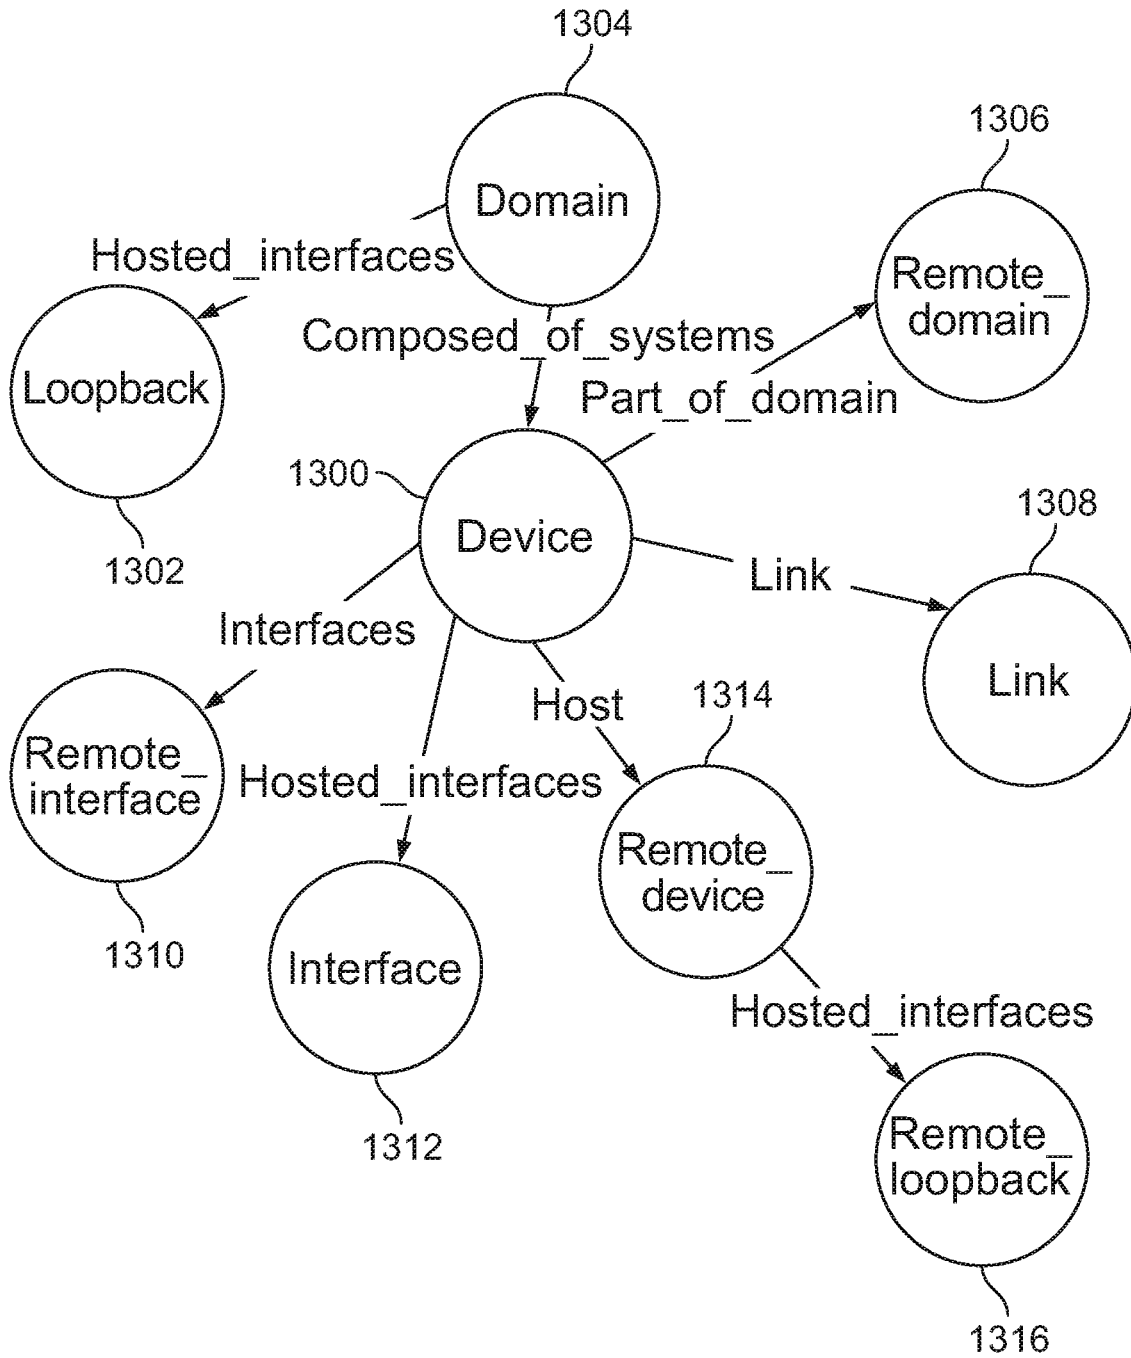 1304
1306
Domain
Remote_
domain
Hosted_interfaces
Composed_of_systems
Loopback
Part_of_domain
1300
1308
Device
1302
Link
Interfaces
Link
1314
Host
Remote_
interface
Hosted_interfaces
Remote_
device
1310
Interface
Hosted_interfaces
1312
Remote_
loopback
1316